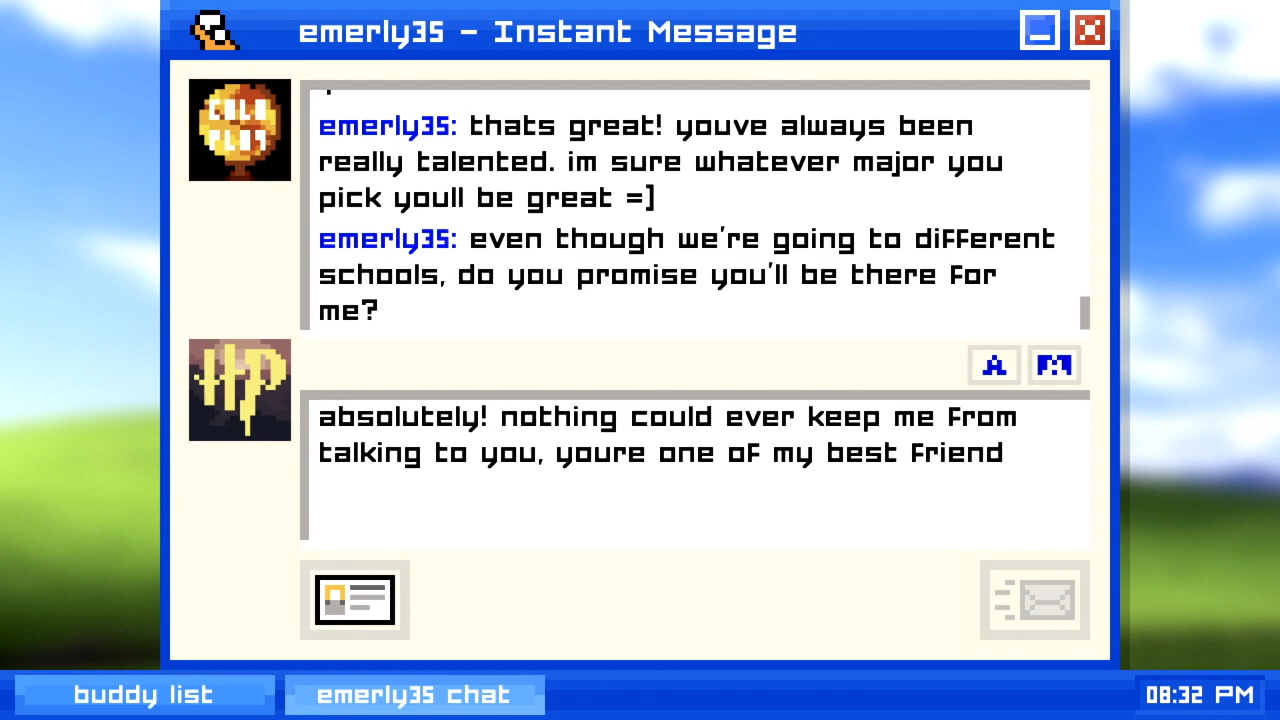 emerly35 - Instant Message
COLD
PLAY
emerly35: thats great! youve always been
really talented. im sure whatever major you
pick youll be great =]
emerly35: even though we're going to different
schools, do you promise you'll be there for
me?
HP
A A
absolutely! nothing could ever keep me from
talking to you, youre one of my best friend
buddy list
emerly35 chat
08:32 PM